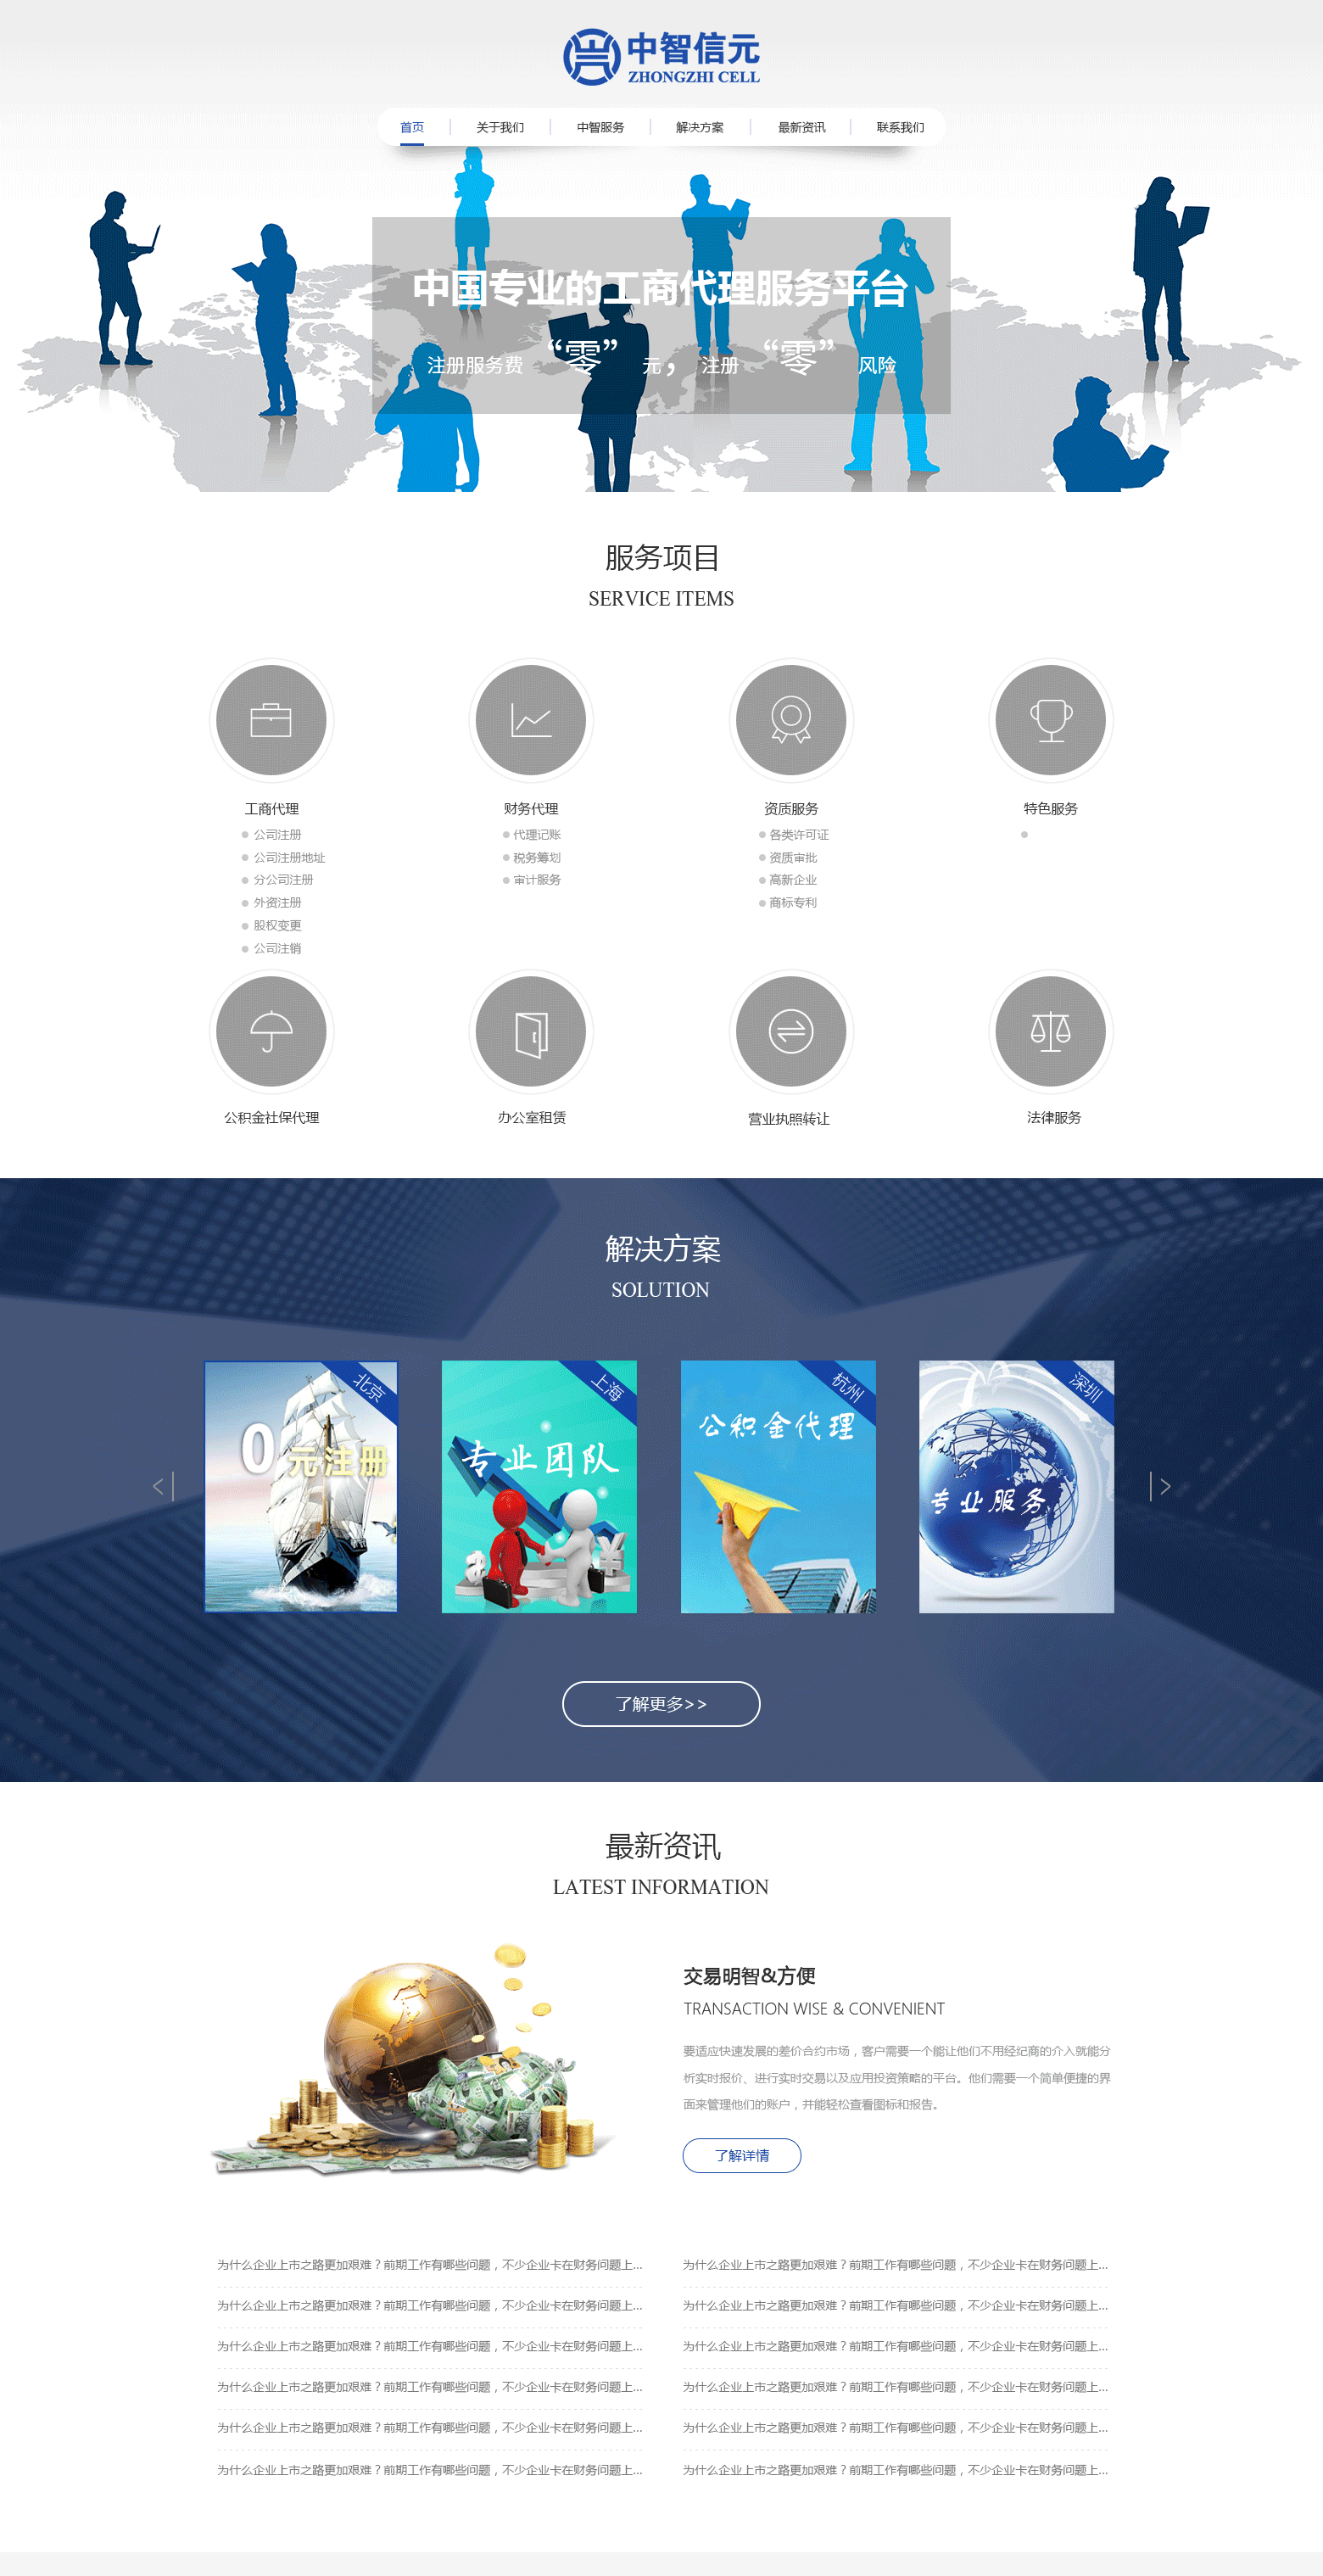 中智信元
ZHONGZHI CELL
首页 关于我们 中智服务 解决方案 最新资讯 联系我们
中国专业的工商代理服务平台
注册服务费 “零” 元， 注册 “零” 风险
服务项目
SERVICE ITEMS
工商代理
公司注册
公司注册地址
分公司注册
外资注册
股权变更
公司注销
财务代理
代理记账
税务筹划
审计服务
资质服务
各类许可证
资质审批
高新企业
商标专利
特色服务
公积金社保代理
办公室租赁
营业执照转让
法律服务
解决方案
SOLUTION
北京
0元注册
上海
专业团队
杭州
公积金代理
深圳
专业服务
了解更多>>
最新资讯
LATEST INFORMATION
交易明智&方便
TRANSACTION WISE & CONVENIENT
要适应快速发展的差价合约市场，客户需要一个能让他们不用经纪商的介入就能分
析实时报价、进行实时交易以及应用投资策略的平台。他们需要一个简单便捷的界
面来管理他们的账户，并能轻松查看图标和报告。
了解详情
为什么企业上市之路更加艰难？前期工作有哪些问题，不少企业卡在财务问题上...
为什么企业上市之路更加艰难？前期工作有哪些问题，不少企业卡在财务问题上...
为什么企业上市之路更加艰难？前期工作有哪些问题，不少企业卡在财务问题上...
为什么企业上市之路更加艰难？前期工作有哪些问题，不少企业卡在财务问题上...
为什么企业上市之路更加艰难？前期工作有哪些问题，不少企业卡在财务问题上...
为什么企业上市之路更加艰难？前期工作有哪些问题，不少企业卡在财务问题上...
为什么企业上市之路更加艰难？前期工作有哪些问题，不少企业卡在财务问题上...
为什么企业上市之路更加艰难？前期工作有哪些问题，不少企业卡在财务问题上...
为什么企业上市之路更加艰难？前期工作有哪些问题，不少企业卡在财务问题上...
为什么企业上市之路更加艰难？前期工作有哪些问题，不少企业卡在财务问题上...
为什么企业上市之路更加艰难？前期工作有哪些问题，不少企业卡在财务问题上...
为什么企业上市之路更加艰难？前期工作有哪些问题，不少企业卡在财务问题上...